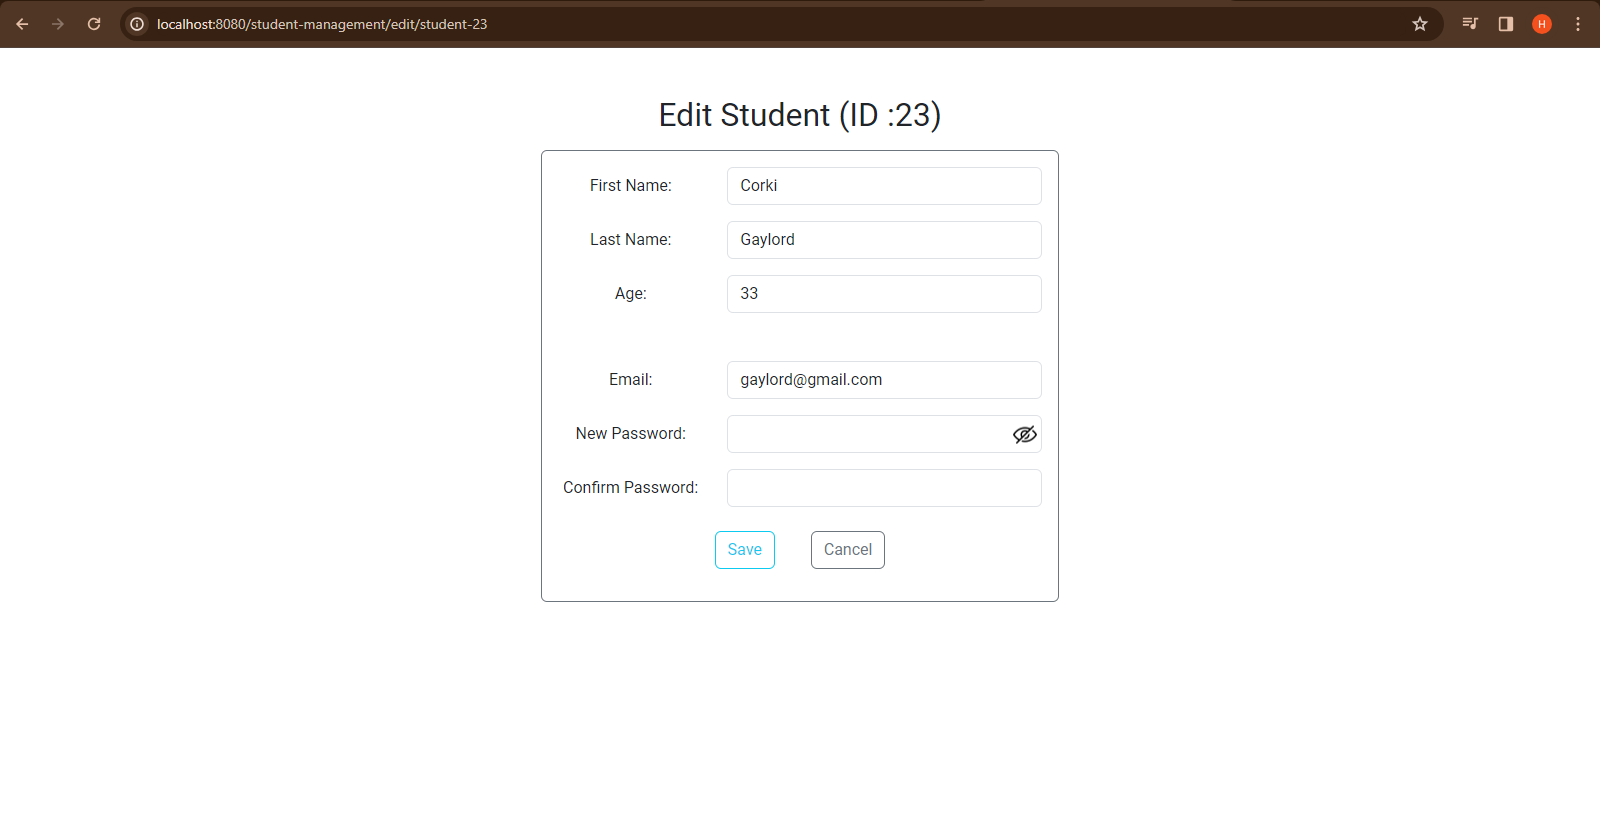 localhost:8080/student-management/edit/student-23
H
Edit Student (ID :23)
First Name: Corki
Last Name: Gaylord
Age: 33
Email: gaylord@gmail.com
New Password:
Confirm Password:
Save Cancel